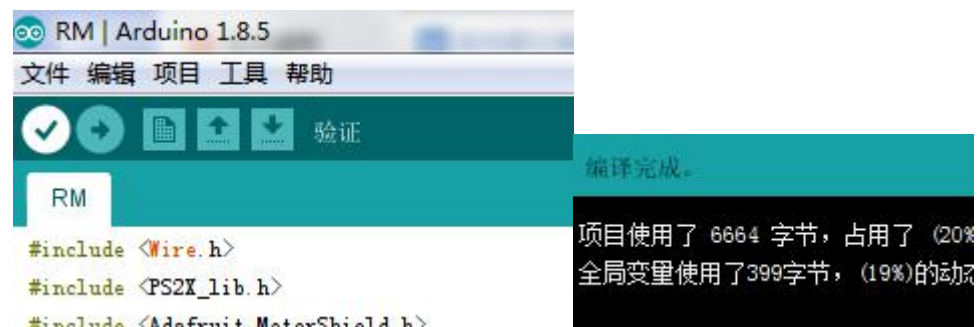 RM | Arduino 1.8.5
文件 编辑 项目 工具 帮助
验证
RM
#include <Wire.h>
#include <PS2X_lib.h>
#include <Adafruit_MotorShield.h>
编译完成。
项目使用了 6664 字节，占用了 (20%
全局变量使用了399字节，(19%)的动态